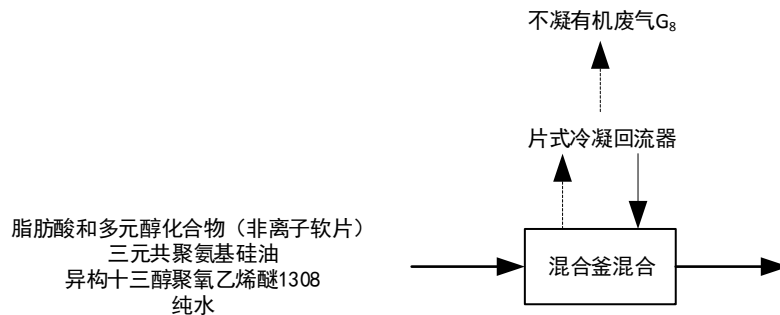 不凝有机废气G₈
片式冷凝回流器
脂肪酸和多元醇化合物（非离子软片）
三元共聚氨基硅油
异构十三醇聚氧乙烯醚1308
纯水
混合釜混合